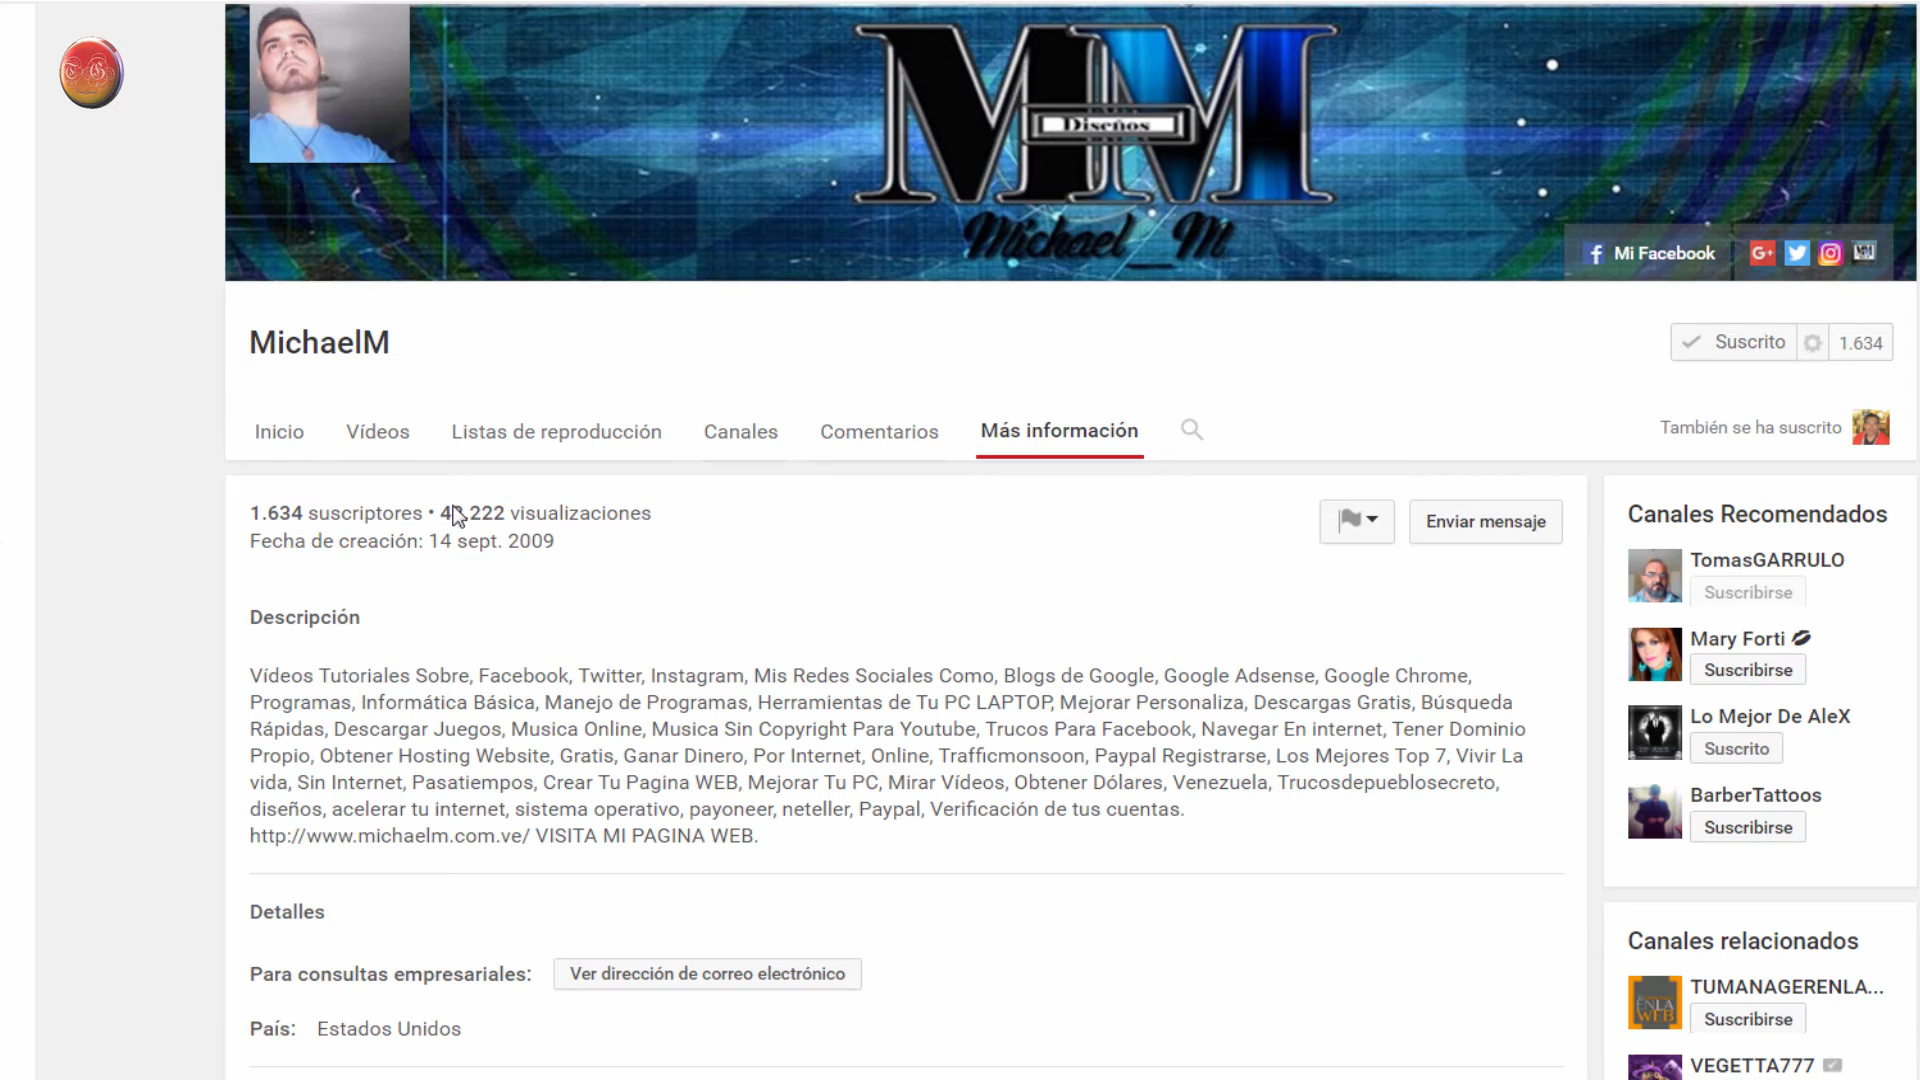 Diseños
Michael_M
Mi Facebook
G+
MichaelM
Suscrito 1.634
Inicio Vídeos Listas de reproducción Canales Comentarios Más información
También se ha suscrito
1.634 suscriptores • 222 visualizaciones
Fecha de creación: 14 sept. 2009
Enviar mensaje
Descripción
Vídeos Tutoriales Sobre, Facebook, Twitter, Instagram, Mis Redes Sociales Como, Blogs de Google, Google Adsense, Google Chrome,
Programas, Informática Básica, Manejo de Programas, Herramientas de Tu PC LAPTOP, Mejorar Personaliza, Descargas Gratis, Búsqueda
Rápidas, Descargar Juegos, Musica Online, Musica Sin Copyright Para Youtube, Trucos Para Facebook, Navegar En internet, Tener Dominio
Propio, Obtener Hosting Website, Gratis, Ganar Dinero, Por Internet, Online, Trafficmonsoon, Paypal Registrarse, Los Mejores Top 7, Vivir La
vida, Sin Internet, Pasatiempos, Crear Tu Pagina WEB, Mejorar Tu PC, Mirar Vídeos, Obtener Dólares, Venezuela, Trucosdepueblosecreto,
diseños, acelerar tu internet, sistema operativo, payoneer, neteller, Paypal, Verificación de tus cuentas.
http://www.michaelm.com.ve/ VISITA MI PAGINA WEB.
Detalles
Para consultas empresariales: Ver dirección de correo electrónico
País: Estados Unidos
Canales Recomendados
TomasGARRULO
Suscribirse
Mary Forti
Suscribirse
Lo Mejor De AleX
Suscrito
BarberTattoos
Suscribirse
Canales relacionados
TUMANAGERENLA...
ENLA
WEB
Suscribirse
VEGETTA777